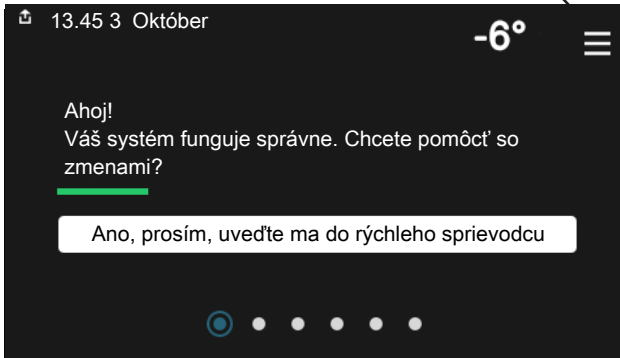 13.45 3 Október
-6°
Ahoj!
Váš systém funguje správne. Chcete pomôcť so
zmenami?
Ano, prosím, uveďte ma do rýchleho sprievodcu